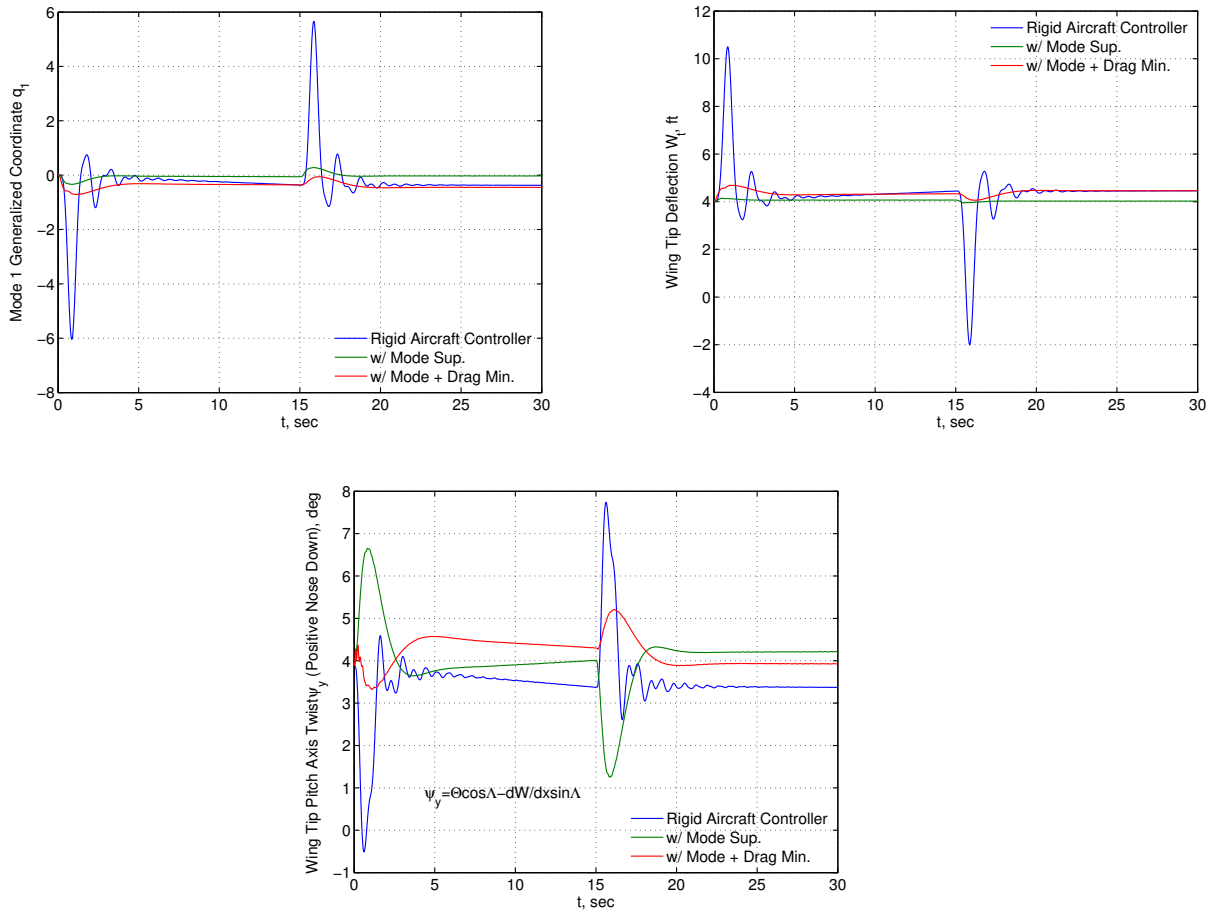 Mode 1 Generalized Coordinate q1
6
4
2
0
−2
−4
−6
−8
0 5 10 15 20 25 30
t, sec
Rigid Aircraft Controller
w/ Mode Sup.
w/ Mode + Drag Min.
Wing Tip Deflection Wt, ft
12
10
8
6
4
2
0
−2
−4
0 5 10 15 20 25 30
t, sec
Rigid Aircraft Controller
w/ Mode Sup.
w/ Mode + Drag Min.
Wing Tip Pitch Axis Twistψy (Positive Nose Down), deg
8
7
6
5
4
3
2
1
0
−1
0 5 10 15 20 25 30
t, sec
ψy=ΘcosΛ−dW/dxsinΛ
Rigid Aircraft Controller
w/ Mode Sup.
w/ Mode + Drag Min.